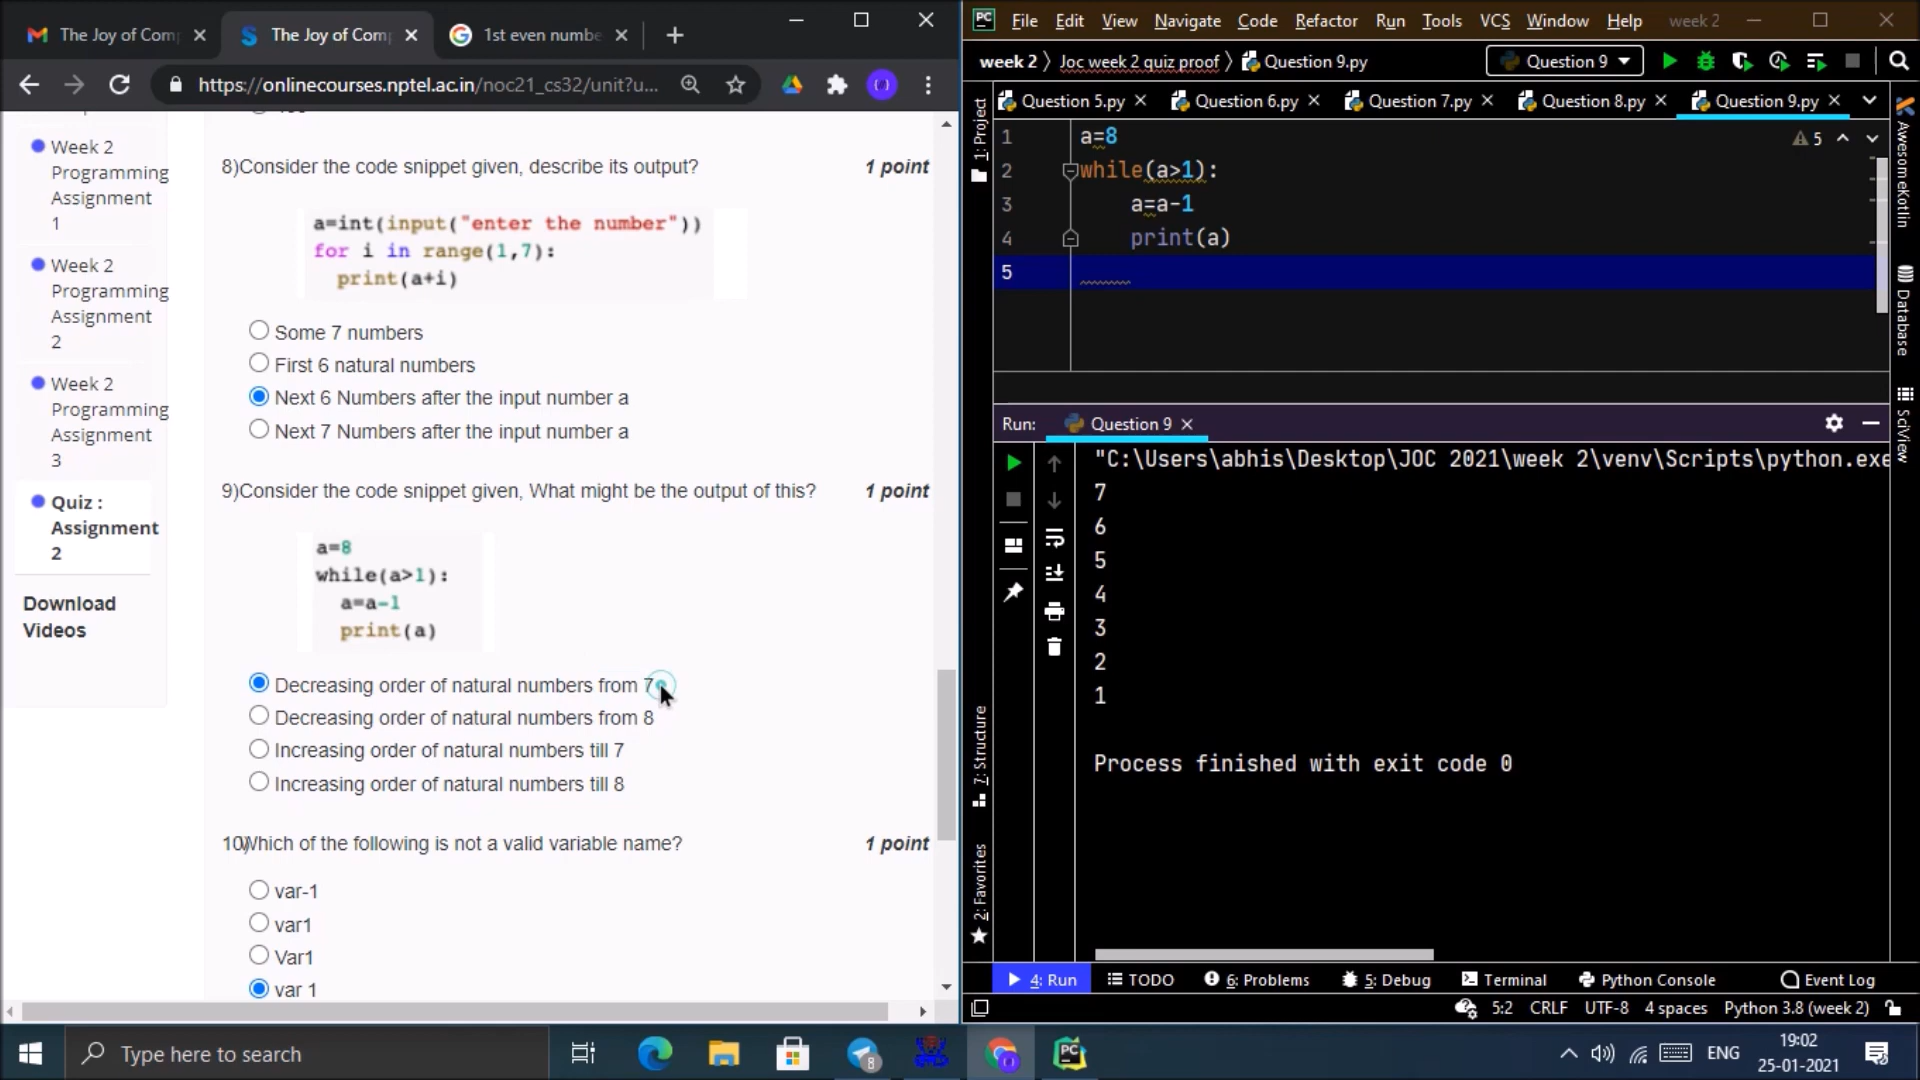 The Joy of Com
The Joy of Com
1st even numbe
https://onlinecourses.nptel.ac.in/noc21_cs32/unit?u...
Week 2
Programming
Assignment
1
Week 2
Programming
Assignment
2
Week 2
Programming
Assignment
3
Quiz :
Assignment
2
Download
Videos
8)Consider the code snippet given, describe its output? 1 point
a=int(input("enter the number"))
for i in range(1,7):
print(a+i)
Some 7 numbers
First 6 natural numbers
Next 6 Numbers after the input number a
Next 7 Numbers after the input number a
9)Consider the code snippet given, What might be the output of this? 1 point
a=8
while(a>1):
a=a-1
print(a)
Decreasing order of natural numbers from 7
Decreasing order of natural numbers from 8
Increasing order of natural numbers till 7
Increasing order of natural numbers till 8
10)Which of the following is not a valid variable name? 1 point
var-1
var1
Var1
var 1
PC File Edit View Navigate Code Refactor Run Tools VCS Window Help week 2
week 2 Joc week 2 quiz proof Question 9.py Question 9
Question 5.py Question 6.py Question 7.py Question 8.py Question 9.py
1: Project
1 a=8
2 while(a>1):
3 a=a-1
4 print(a)
5
5
AwesomeKotlin
Database
SciView
Run: Question 9
"C:\Users\abhis\Desktop\JOC 2021\week 2\venv\Scripts\python.exe
7
6
5
4
3
2
1
Process finished with exit code 0
7: Structure
2: Favorites
4: Run TODO 6: Problems 5: Debug Terminal Python Console Event Log
5:2 CRLF UTF-8 4 spaces Python 3.8 (week 2)
Type here to search
8
PC
ENG
19:02
25-01-2021